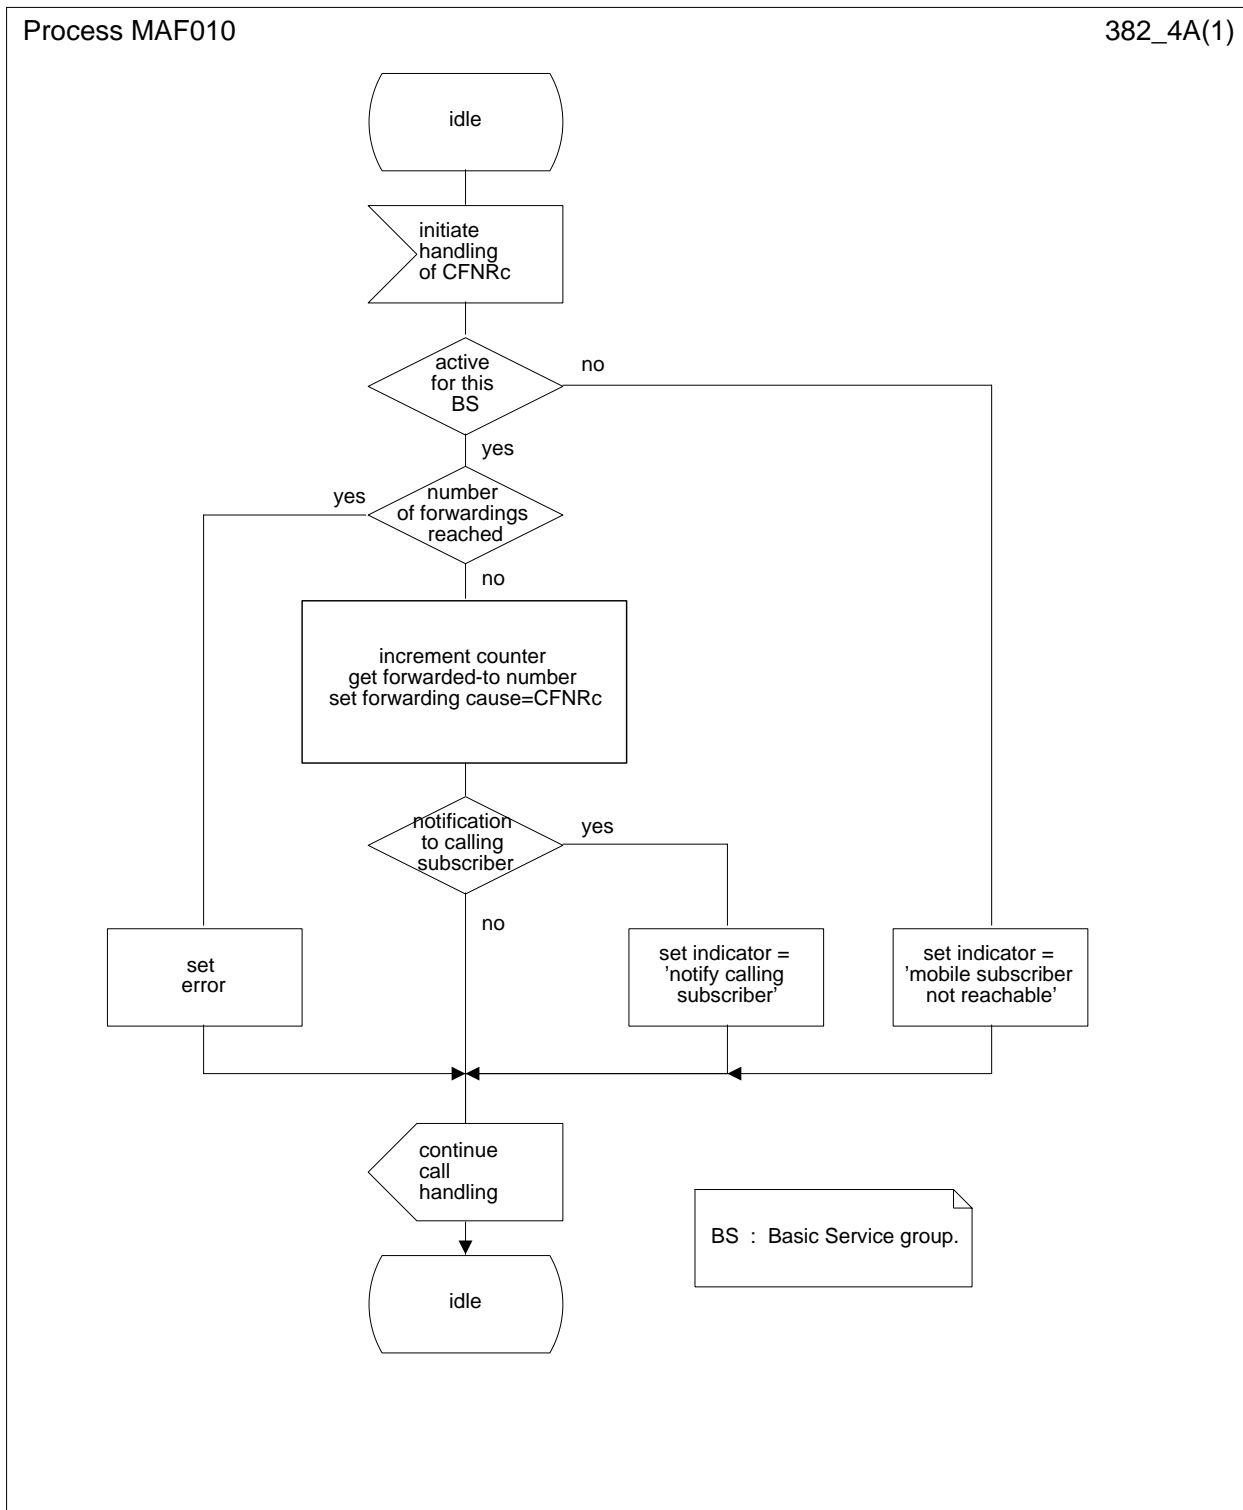 Process MAF010
382_4A(1)
idle
initiate
handling
of CFNRc
active
for this
BS
no
yes
number
of forwardings
reached
yes
no
increment counter
get forwarded-to number
set forwarding cause=CFNRc
notification
to calling
subscriber
yes
no
set
error
set indicator =
’notify calling
subscriber’
set indicator =
’mobile subscriber
not reachable’
continue
call
handling
BS : Basic Service group.
idle